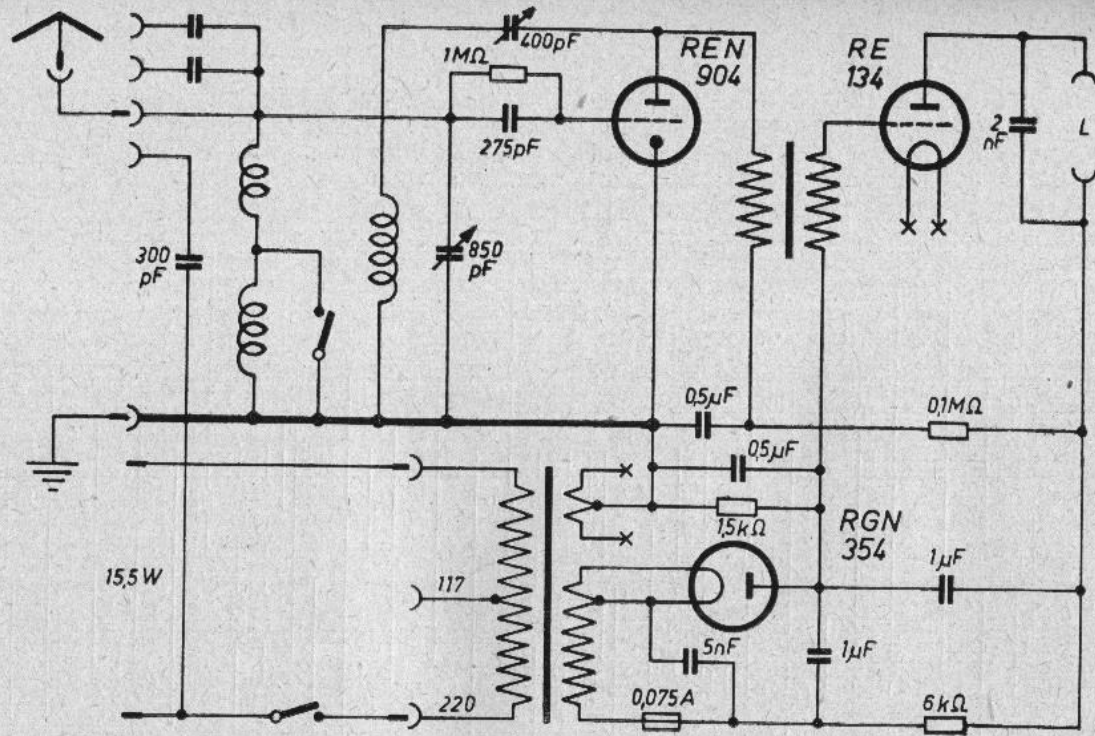 400pF
REN
904
RE
134
1MΩ
275pF
2
nF
L
300
pF
850
pF
0,5µF
0,1MΩ
0,5µF
1,5kΩ
RGN
354
15,5W
117
1µF
5nF
1µF
0,075A
220
6kΩ